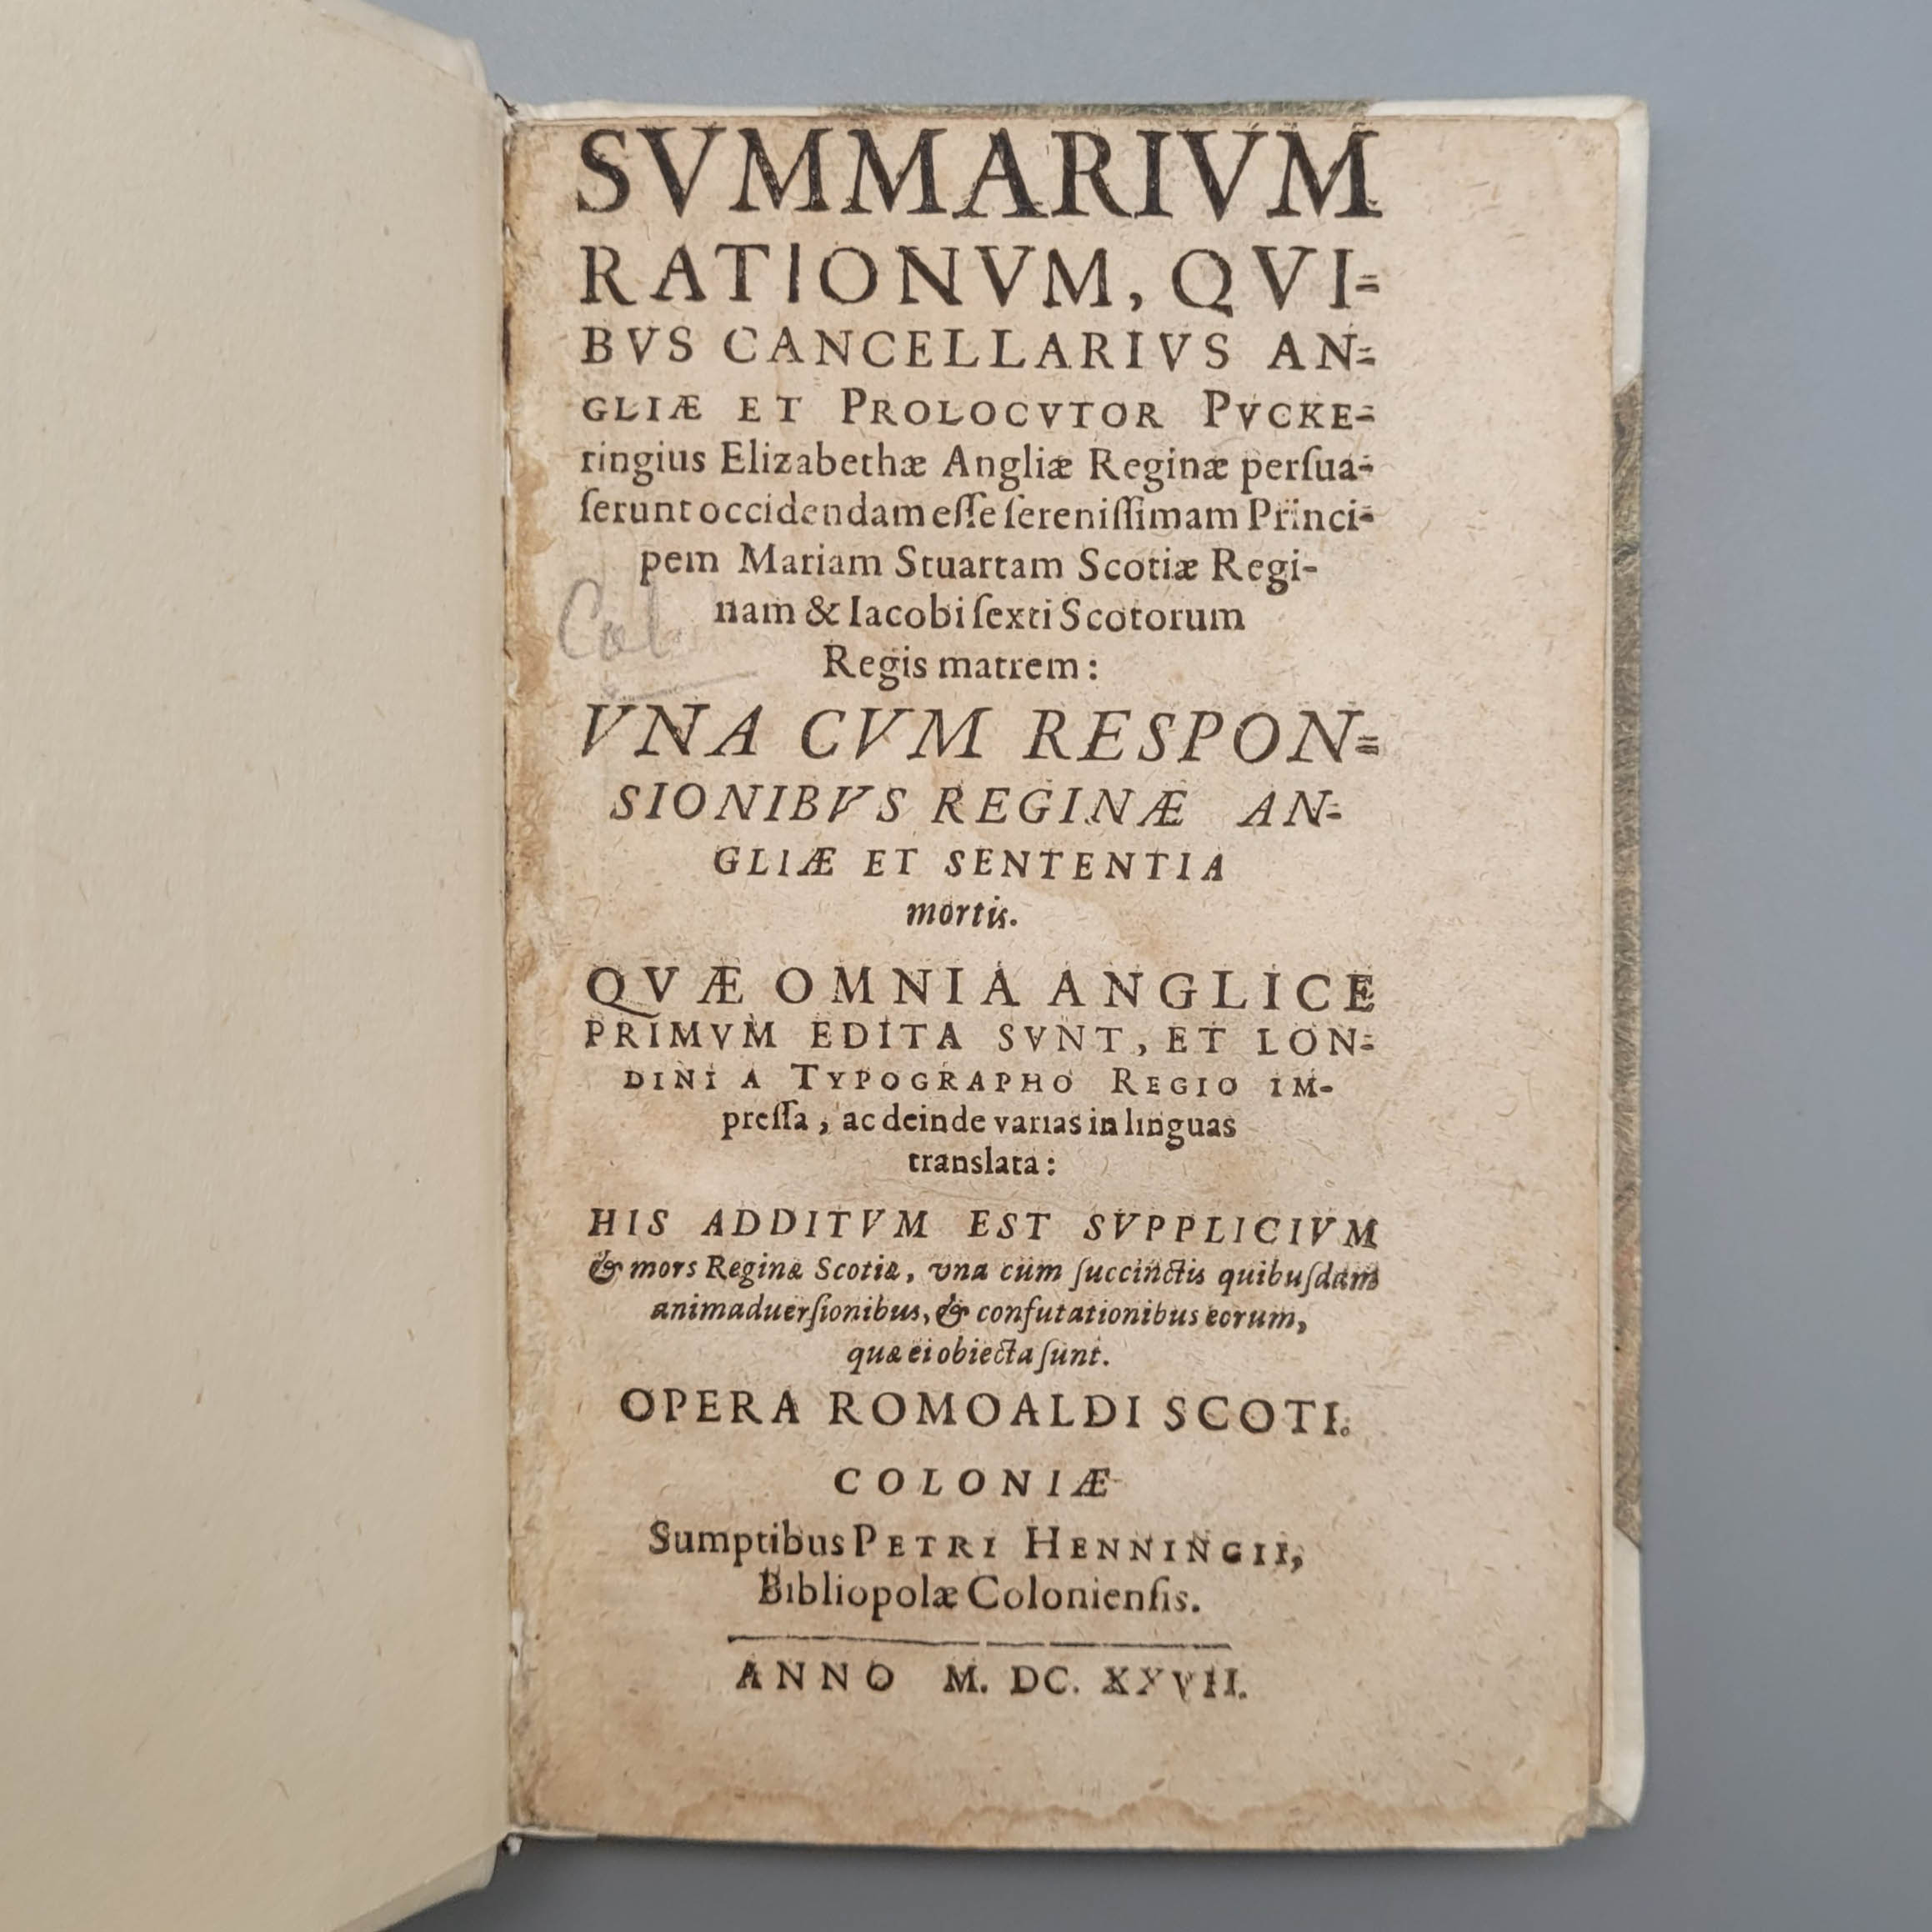 SVMMARIVM
RATIONVM, QVI=
BVS CANCELLARIVS AN=
GLIÆ ET PROLOCVTOR PVCKE=
ringius Elizabethæ Angliæ Reginæ perſua=
ſerunt occidendam eſſe ſereniſſimam Princi=
pem Mariam Stuartam Scotiæ Regi-
nam & Iacobi ſexti Scotorum
Regis matrem:
VNA CVM RESPON=
SIONIBVS REGINÆ AN=
GLIÆ ET SENTENTIA
mortis.
QVÆ OMNIA ANGLICE
PRIMVM EDITA SVNT, ET LON=
DINI A TYPOGRAPHO REGIO IM-
preſſa, ac deinde varias in linguas
translata:
HIS ADDITVM EST SVPPLICIVM
& mors Reginæ Scotiæ, vna cum ſuccinctis quibuſdam
animaduerſionibus, & confutationibus eorum,
quæ ei obiecta ſunt.
OPERA ROMOALDI SCOTI.
COLONIÆ
Sumptibus PETRI HENNINGII,
Bibliopolæ Colonienſis.
ANNO M. DC. XXVII.